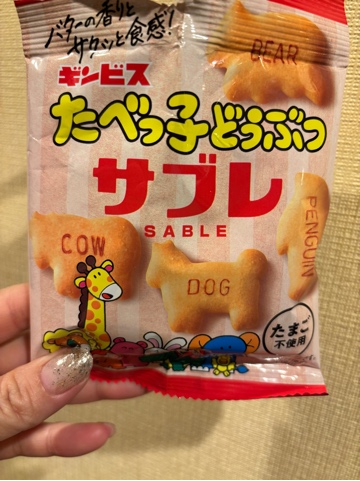 バターの香りと
サクッと食感!
BEAR
ギンビス
たべっ子どうぶつ
サブレ
SABLE
PENGUIN
COW
DOG
たまご
不使用